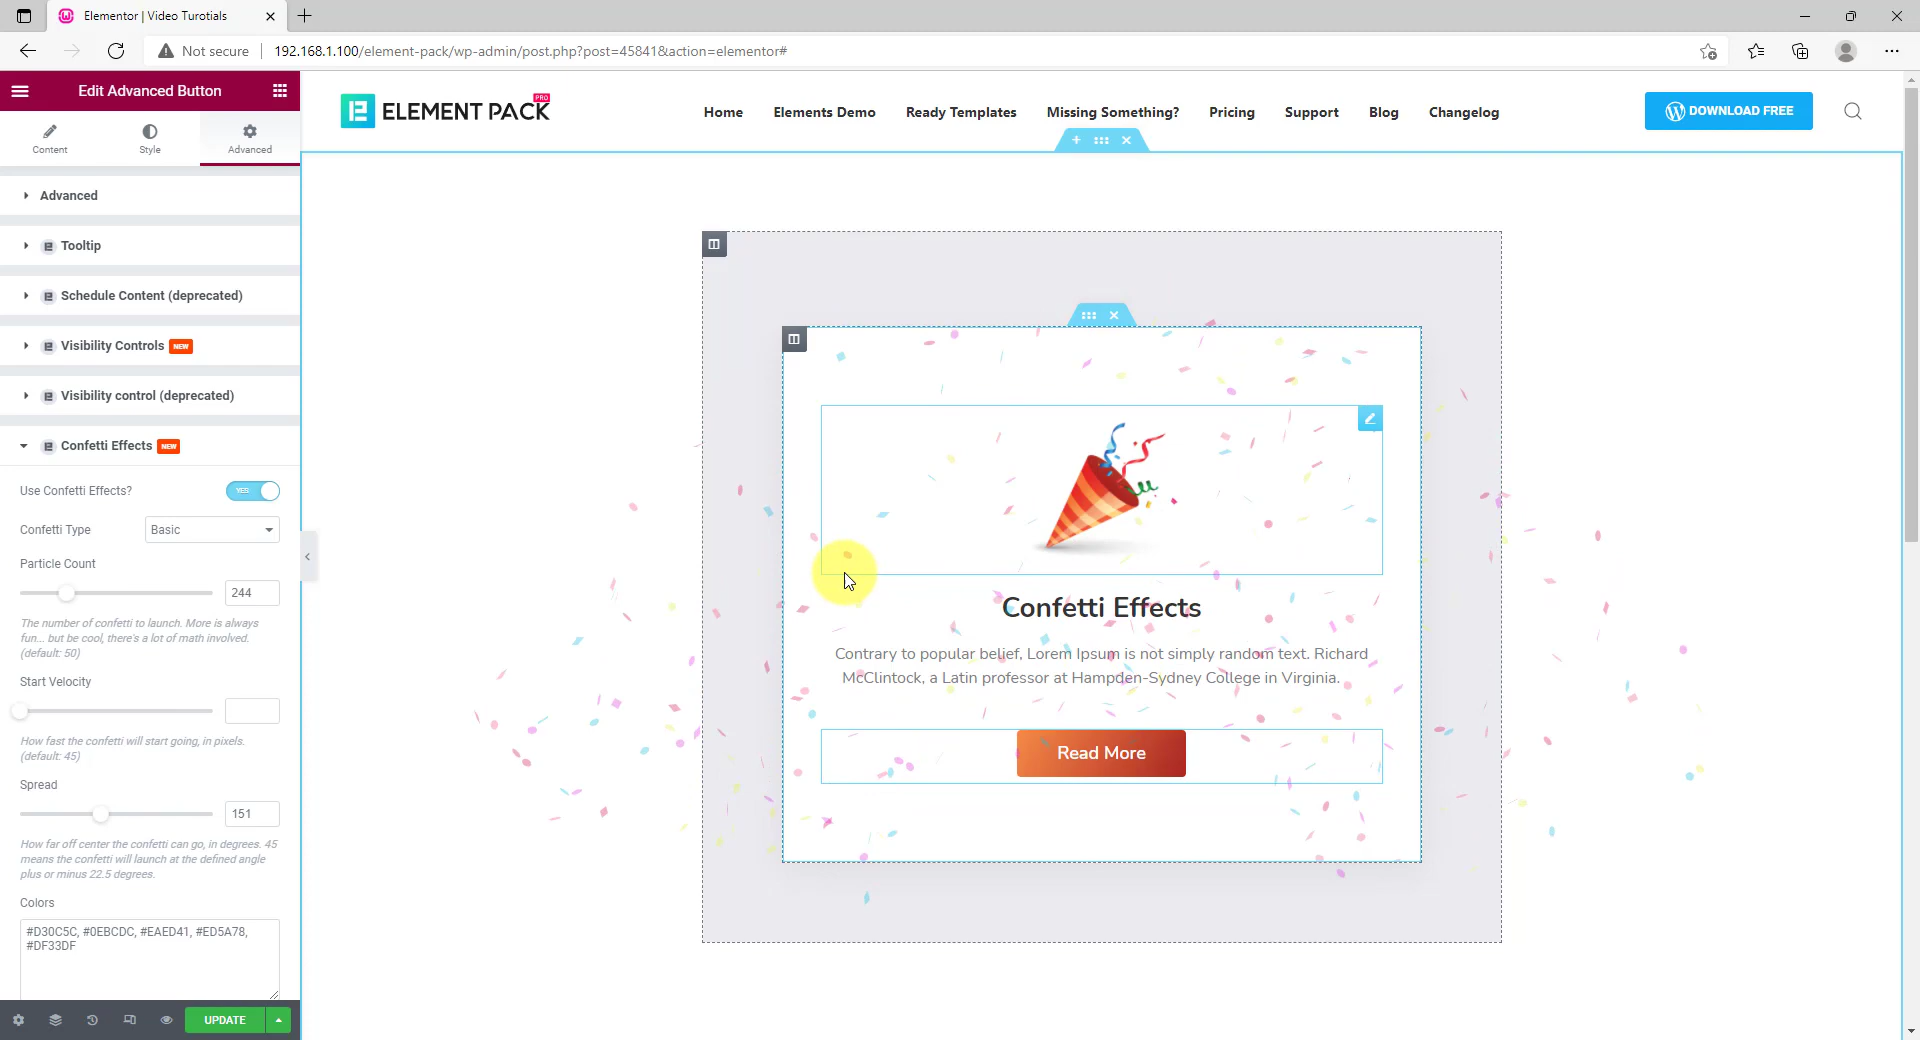 Elementor | Video Turotials
Not secure
192.168.1.100/element-pack/wp-admin/post.php?post=45841&action=elementor#
Edit Advanced Button
Content
Style
Advanced
Advanced
Tooltip
Schedule Content (deprecated)
Visibility Controls NEW
Visibility control (deprecated)
Confetti Effects NEW
Use Confetti Effects?
YES
Confetti Type
Basic
Particle Count
244
The number of confetti to launch. More is always
fun... but be cool, there's a lot of math involved.
(default: 50)
Start Velocity
How fast the confetti will start going, in pixels.
(default: 45)
Spread
151
How far off center the confetti can go, in degrees. 45
means the confetti will launch at the defined angle
plus or minus 22.5 degrees.
Colors
#D30C5C, #0EBCDC, #EAED41, #ED5A78,
#DF33DF
UPDATE
ELEMENT PACK PRO
Home
Elements Demo
Ready Templates
Missing Something?
Pricing
Support
Blog
Changelog
DOWNLOAD FREE
Confetti Effects
Contrary to popular belief, Lorem Ipsum is not simply random text. Richard
McClintock, a Latin professor at Hampden-Sydney College in Virginia.
Read More